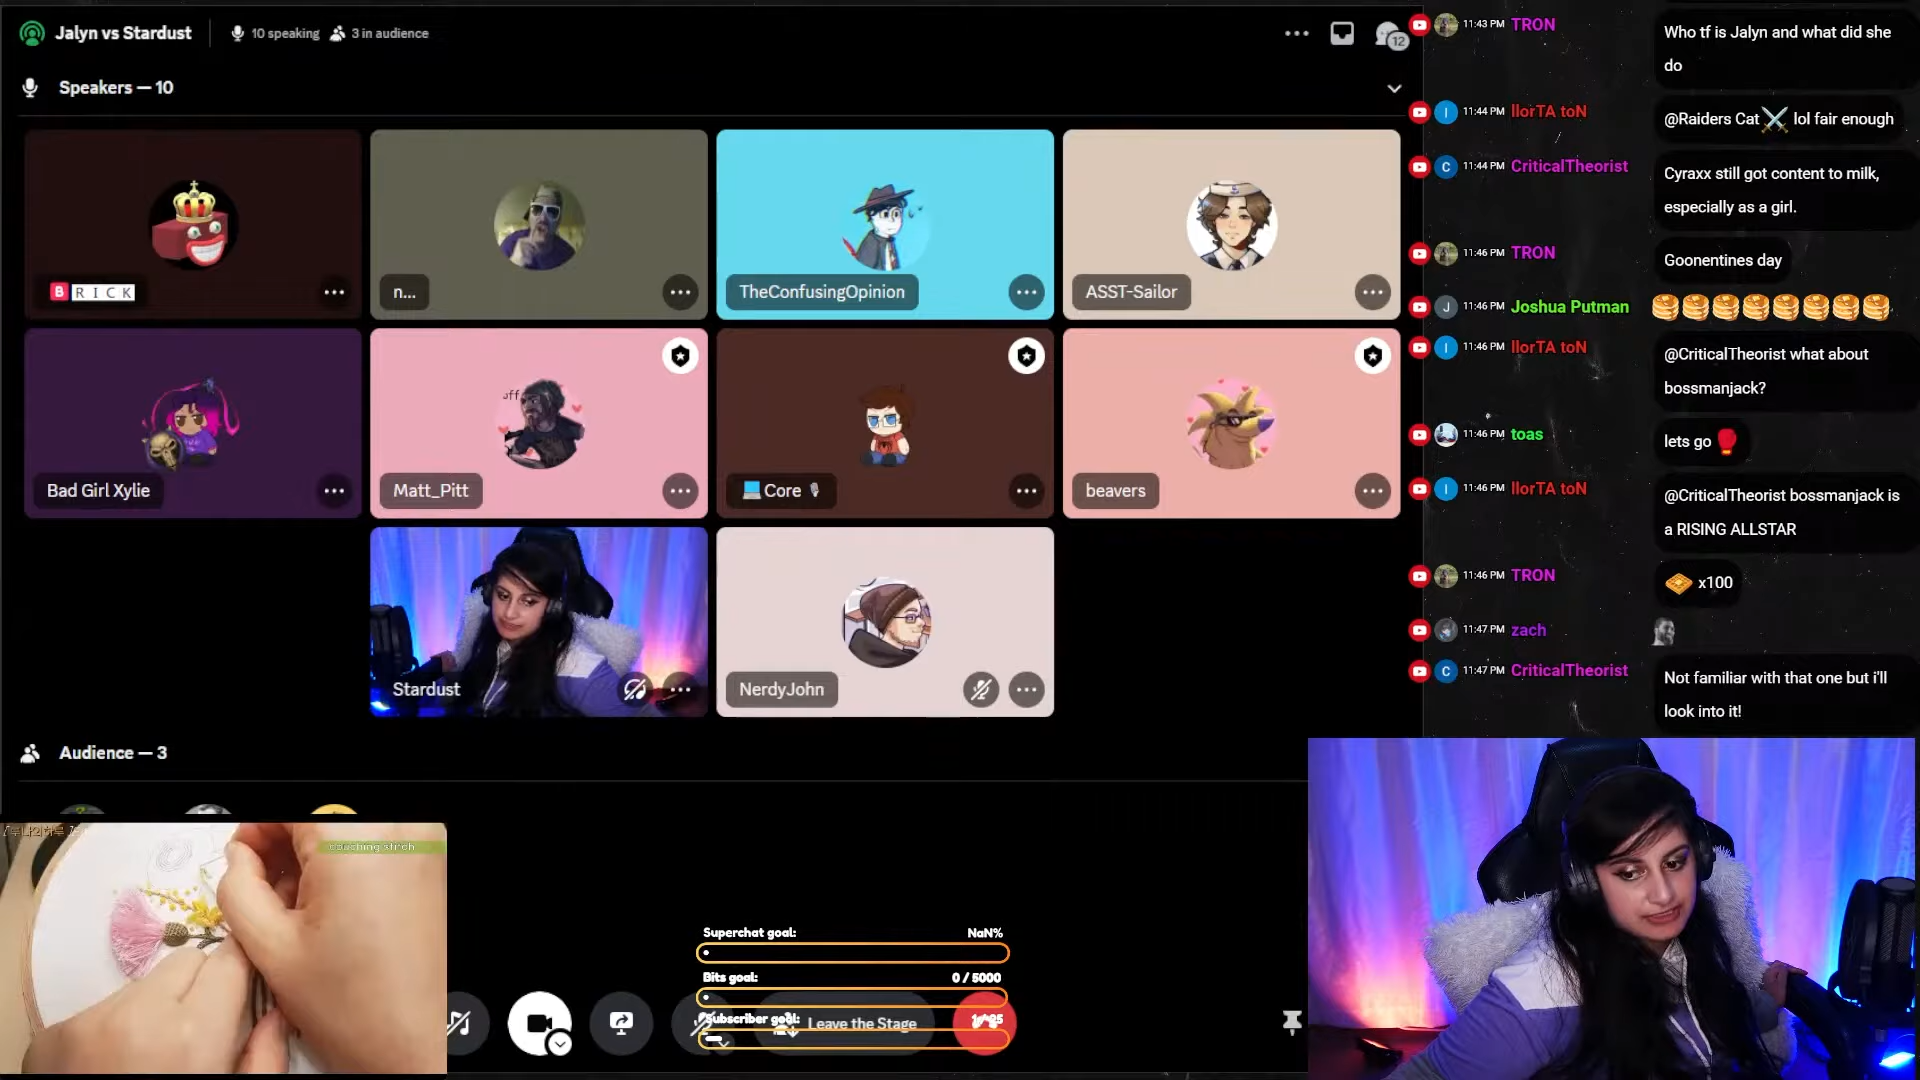 Jalyn vs Stardust
10 speaking
3 in audience
12
Speakers — 10
B R I C K
n...
TheConfusingOpinion
ASST-Sailor
Bad Girl Xylie
off
Matt_Pitt
Core
beavers
Stardust
NerdyJohn
Audience — 3
couching stitch
Superchat goal:
NaN%
Bits goal:
0 / 5000
Subscriber goal:
Leave the Stage
11:43 PM TRON
Who tf is Jalyn and what did she
do
11:44 PM llorTA toN
@Raiders Cat⚔️ lol fair enough
C 11:44 PM CriticalTheorist
Cyraxx still got content to milk,
especially as a girl.
11:46 PM TRON
Goonentines day
J 11:46 PM Joshua Putman
🥞🥞🥞🥞🥞🥞🥞🥞
11:46 PM llorTA toN
@CriticalTheorist what about
bossmanjack?
11:46 PM toas
lets go 🥊
11:46 PM llorTA toN
@CriticalTheorist bossmanjack is
a RISING ALLSTAR
11:46 PM TRON
🧇 x100
11:47 PM zach
C 11:47 PM CriticalTheorist
Not familiar with that one but i'll
look into it!